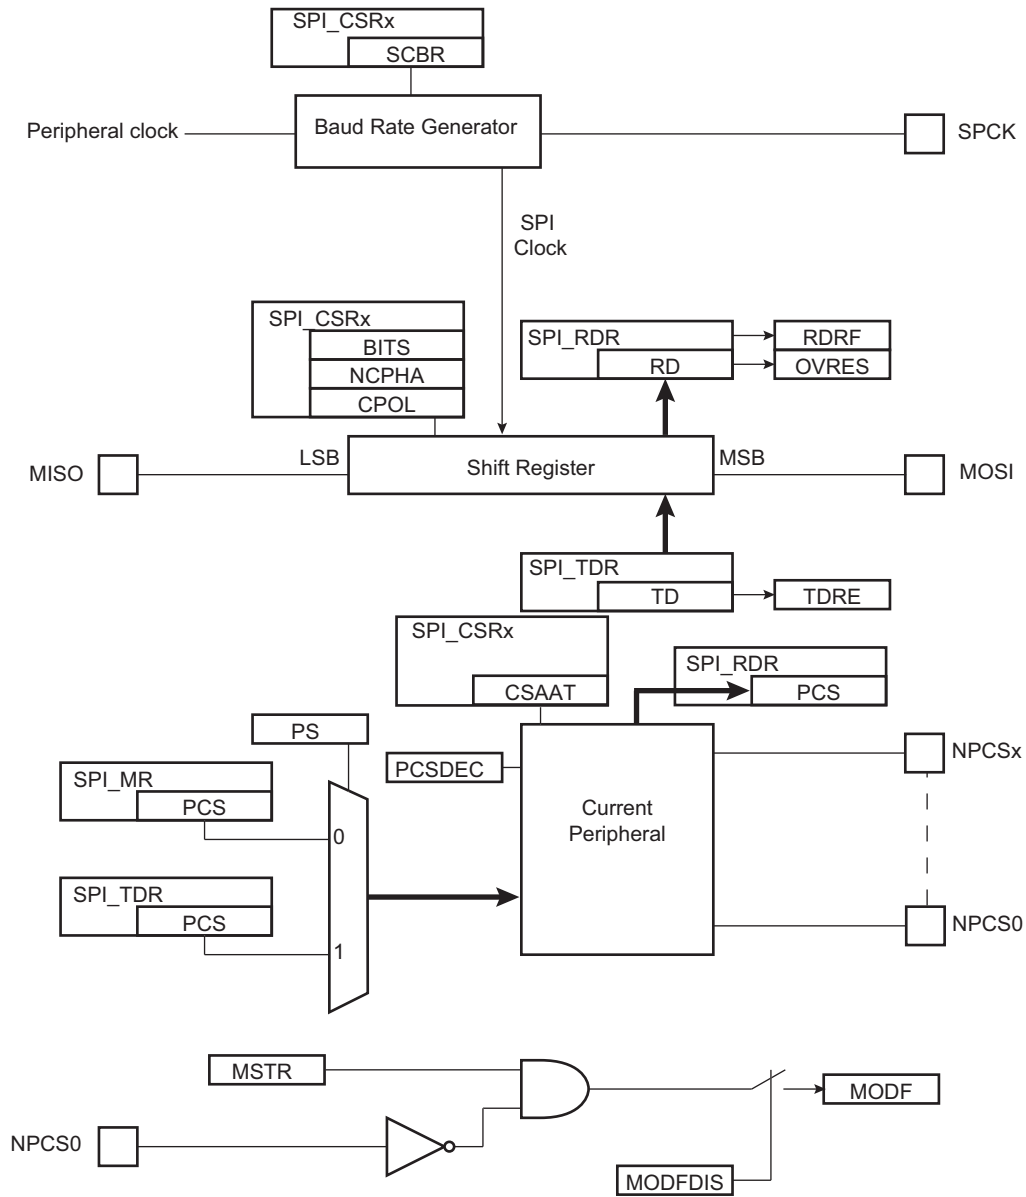 SPI_CSRx
SCBR
Peripheral clock
Baud Rate Generator
SPCK
SPI
Clock
SPI_CSRx
BITS
NCPHA
CPOL
SPI_RDR
RD
RDRF
OVRES
MISO
LSB
Shift Register
MSB
MOSI
SPI_TDR
TD
TDRE
SPI_CSRx
CSAAT
SPI_RDR
PCS
PS
PCSDEC
NPCSx
SPI_MR
PCS
0
Current
Peripheral
SPI_TDR
PCS
1
NPCS0
MSTR
MODF
NPCS0
MODFDIS